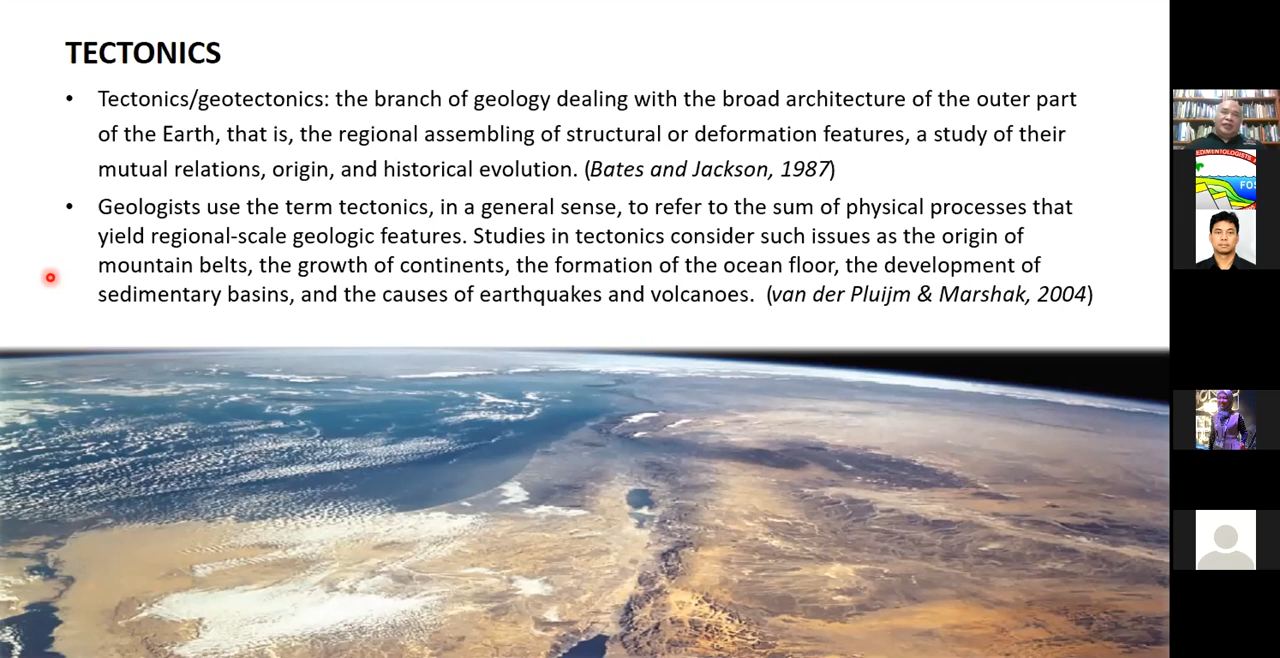 TECTONICS
• Tectonics/geotectonics: the branch of geology dealing with the broad architecture of the outer part
of the Earth, that is, the regional assembling of structural or deformation features, a study of their
mutual relations, origin, and historical evolution. (Bates and Jackson, 1987)
• Geologists use the term tectonics, in a general sense, to refer to the sum of physical processes that
yield regional-scale geologic features. Studies in tectonics consider such issues as the origin of
mountain belts, the growth of continents, the formation of the ocean floor, the development of
sedimentary basins, and the causes of earthquakes and volcanoes. (van der Pluijm & Marshak, 2004)